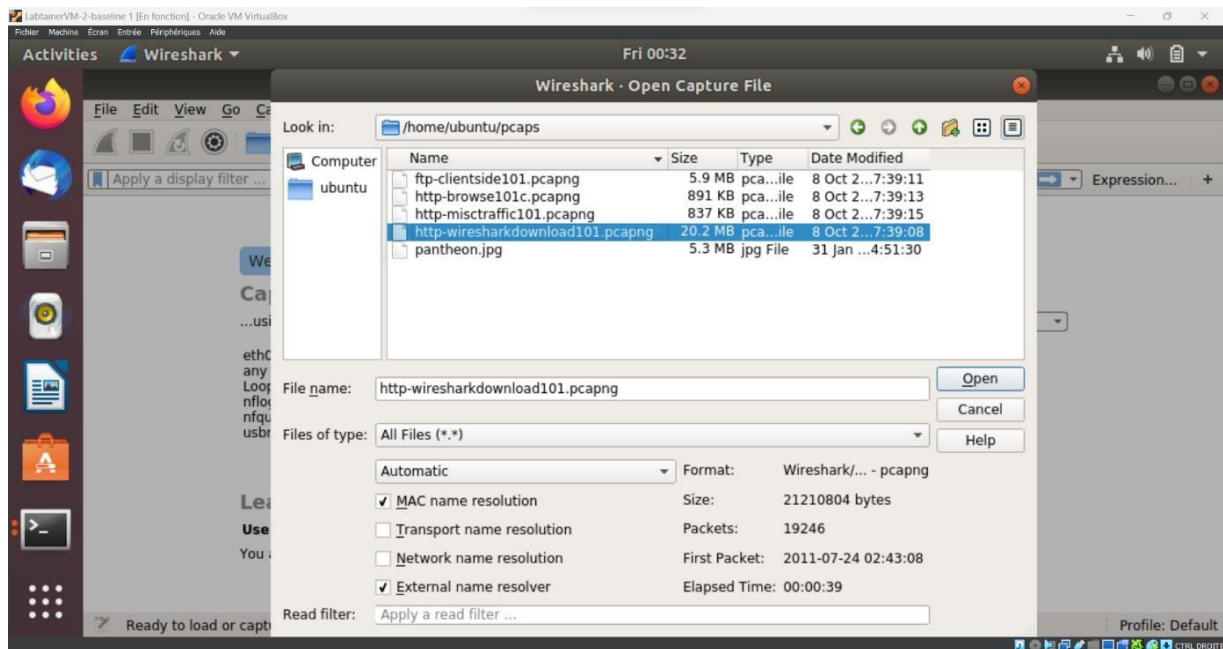 LabtainerVM-2-baseline 1 [En fonction] - Oracle VM VirtualBox
Fichier Machine Écran Entrée Périphériques Aide
Activities Wireshark Fri 00:32
Wireshark · Open Capture File
File Edit View Go Ca
Look in: /home/ubuntu/pcaps
Apply a display filter ... Expression... +
Computer
ubuntu
Name Size Type Date Modified
ftp-clientside101.pcapng 5.9 MB pca...ile 8 Oct 2...7:39:11
http-browse101c.pcapng 891 KB pca...ile 8 Oct 2...7:39:13
http-misctraffic101.pcapng 837 KB pca...ile 8 Oct 2...7:39:15
http-wiresharkdownload101.pcapng 20.2 MB pca...ile 8 Oct 2...7:39:08
pantheon.jpg 5.3 MB jpg File 31 Jan ...4:51:30
We
Cap
...usi
eth0
any
Loop
nflog
nfqu
usbr
File name: http-wiresharkdownload101.pcapng Open
Cancel
Files of type: All Files (*.*) Help
Automatic Format: Wireshark/... - pcapng
MAC name resolution Size: 21210804 bytes
Lea
Transport name resolution Packets: 19246
Use
Network name resolution First Packet: 2011-07-24 02:43:08
You a
External name resolver Elapsed Time: 00:00:39
Read filter: Apply a read filter ...
Ready to load or captu Profile: Default
CTRL DROITE